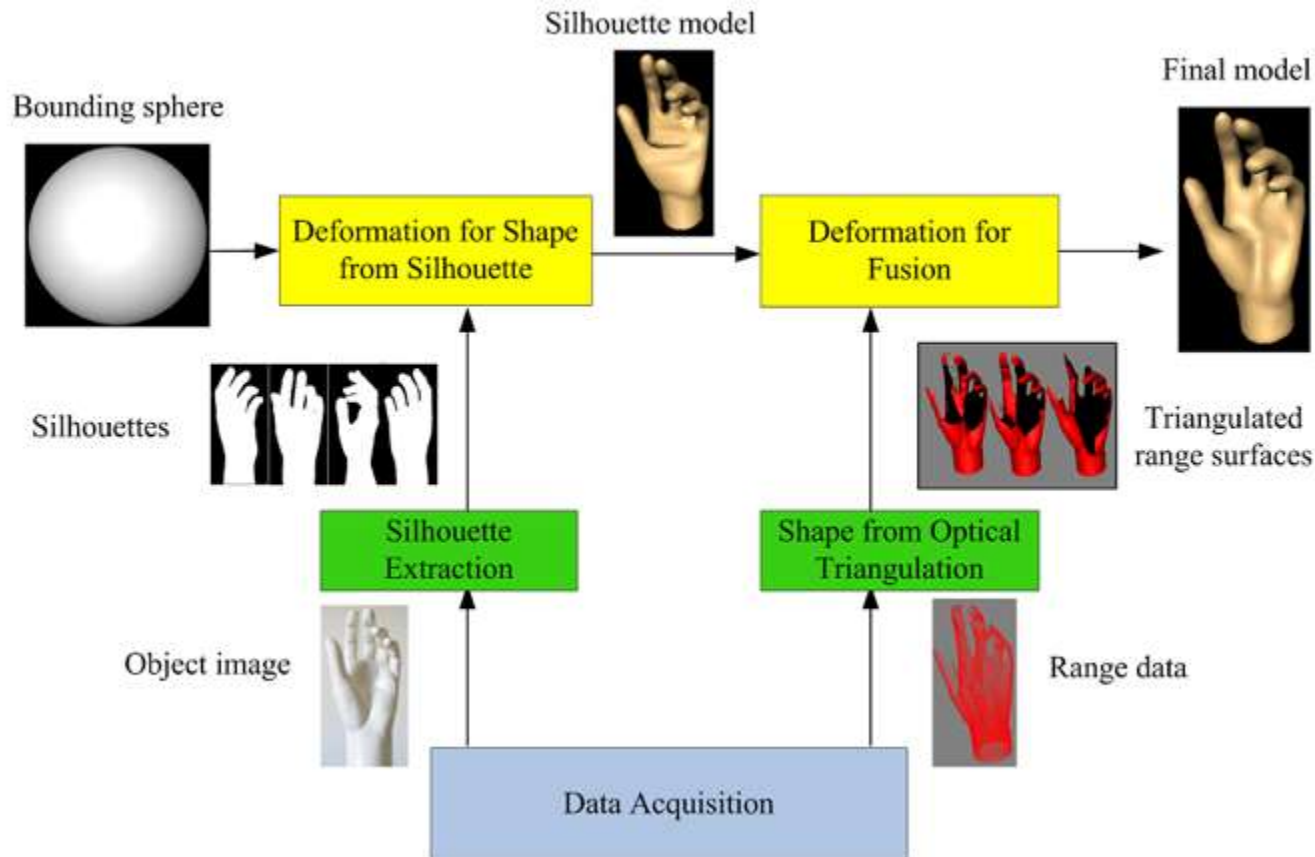 Silhouette model
Final model
Bounding sphere
Deformation for Shape
from Silhouette
Deformation for
Fusion
Silhouettes
Triangulated
range surfaces
Silhouette
Extraction
Shape from Optical
Triangulation
Object image
Range data
Data Acquisition